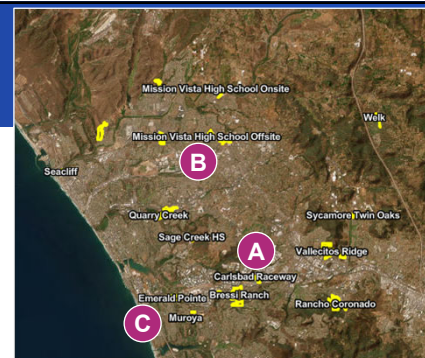 Mission Vista High School Onsite
Welk
Mission Vista High School Offsite
B
Seacliff
Quarry Creek
Sycamore Twin Oaks
Sage Creek HS
A
Vallecitos Ridge
Carlsbad Raceway
Bressi Ranch
Emerald Pointe
Rancho Coronado
Muroya
C